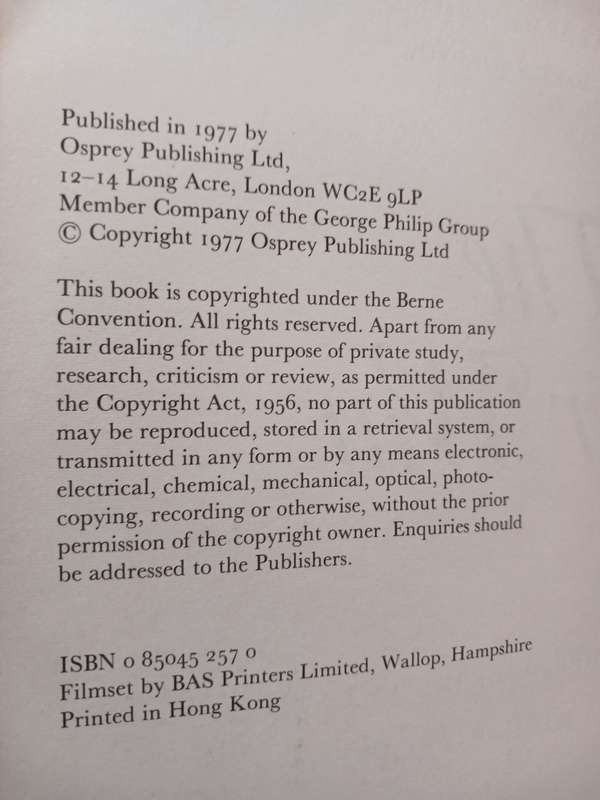 Published in 1977 by
Osprey Publishing Ltd,
12–14 Long Acre, London WC2E 9LP
Member Company of the George Philip Group
© Copyright 1977 Osprey Publishing Ltd
This book is copyrighted under the Berne
Convention. All rights reserved. Apart from any
fair dealing for the purpose of private study,
research, criticism or review, as permitted under
the Copyright Act, 1956, no part of this publication
may be reproduced, stored in a retrieval system, or
transmitted in any form or by any means electronic,
electrical, chemical, mechanical, optical, photo-
copying, recording or otherwise, without the prior
permission of the copyright owner. Enquiries should
be addressed to the Publishers.
ISBN 0 85045 257 0
Filmset by BAS Printers Limited, Wallop, Hampshire
Printed in Hong Kong